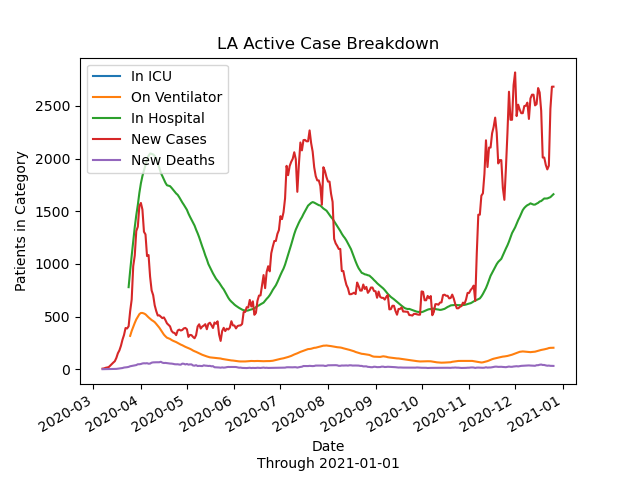 LA Active Case Breakdown
In ICU
On Ventilator
In Hospital
New Cases
New Deaths
Patients in Category
2500
2000
1500
1000
500
0
2020-03
2020-04
2020-05
2020-06
2020-07
2020-08
2020-09
2020-10
2020-11
2020-12
2021-01
Date
Through 2021-01-01